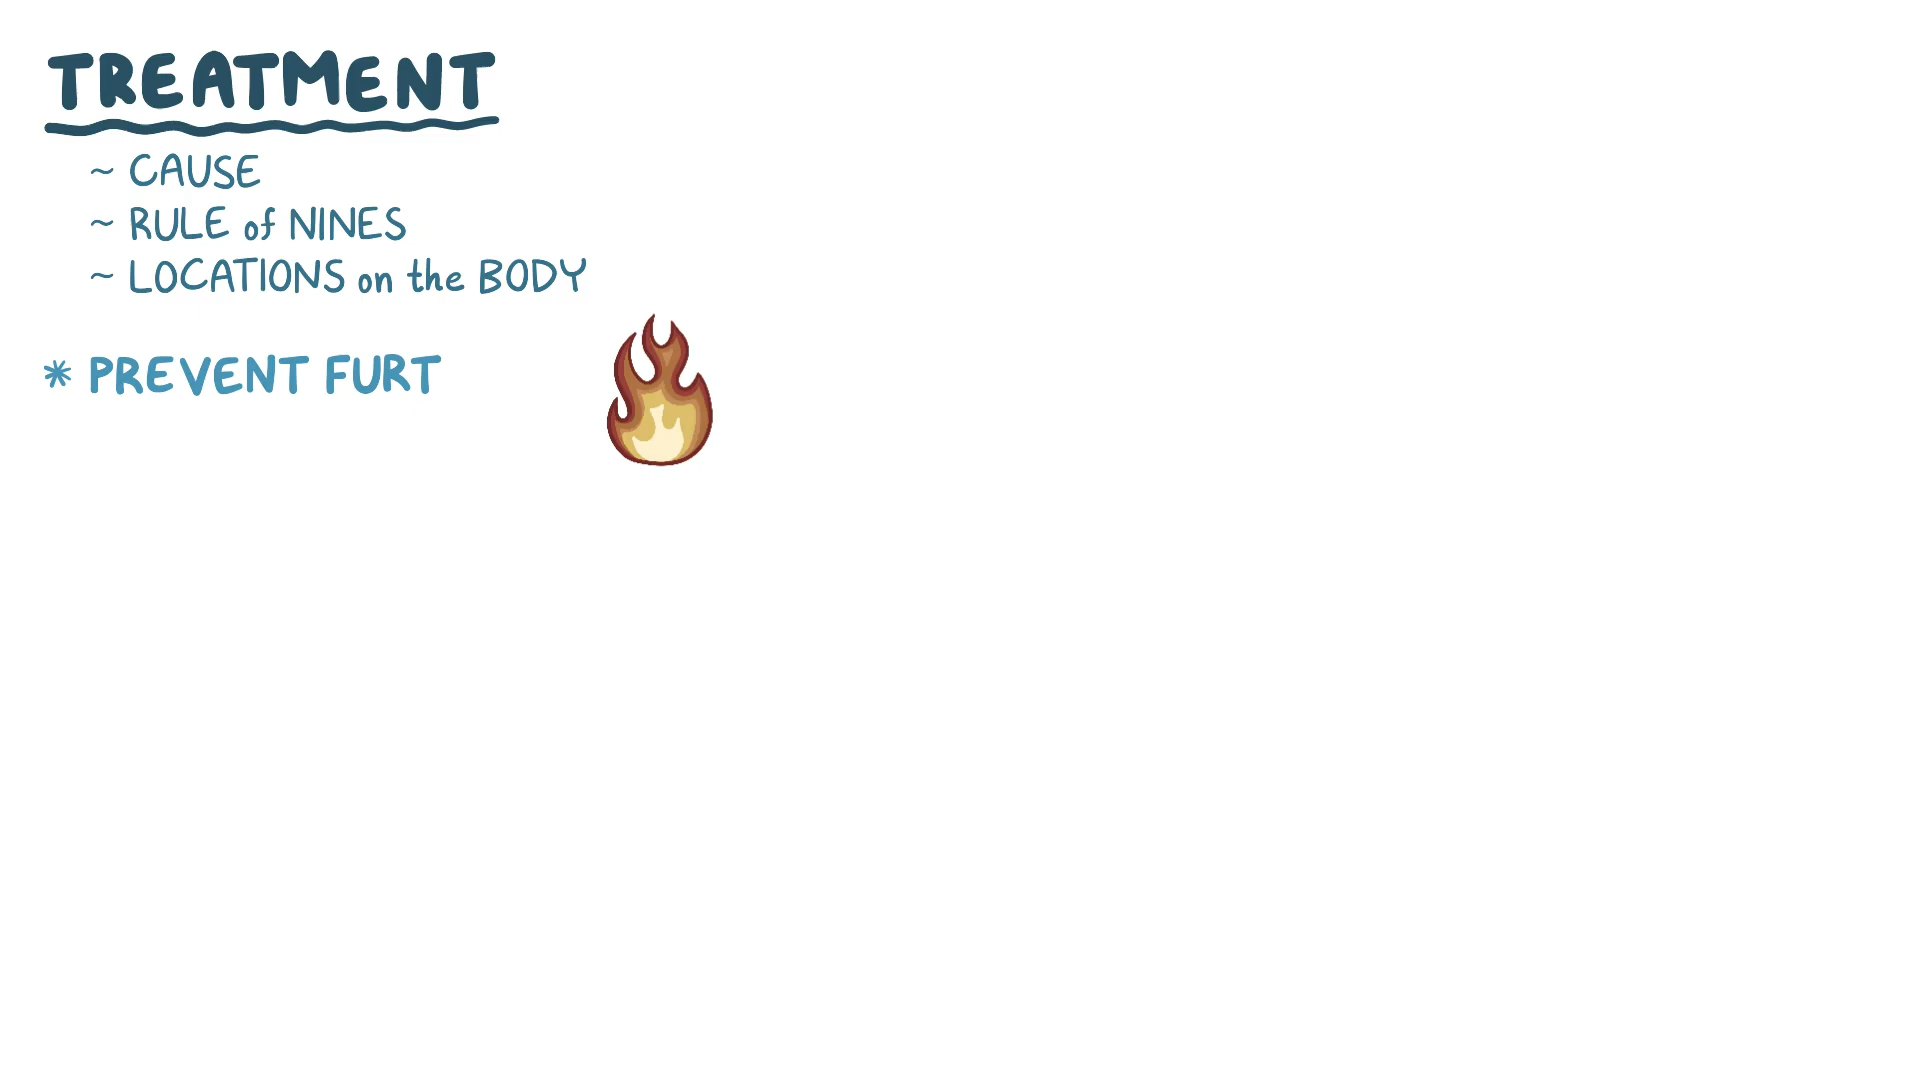 TREATMENT
~ CAUSE
~ RULE of NINES
~ LOCATIONS on the BODY
* PREVENT FURT